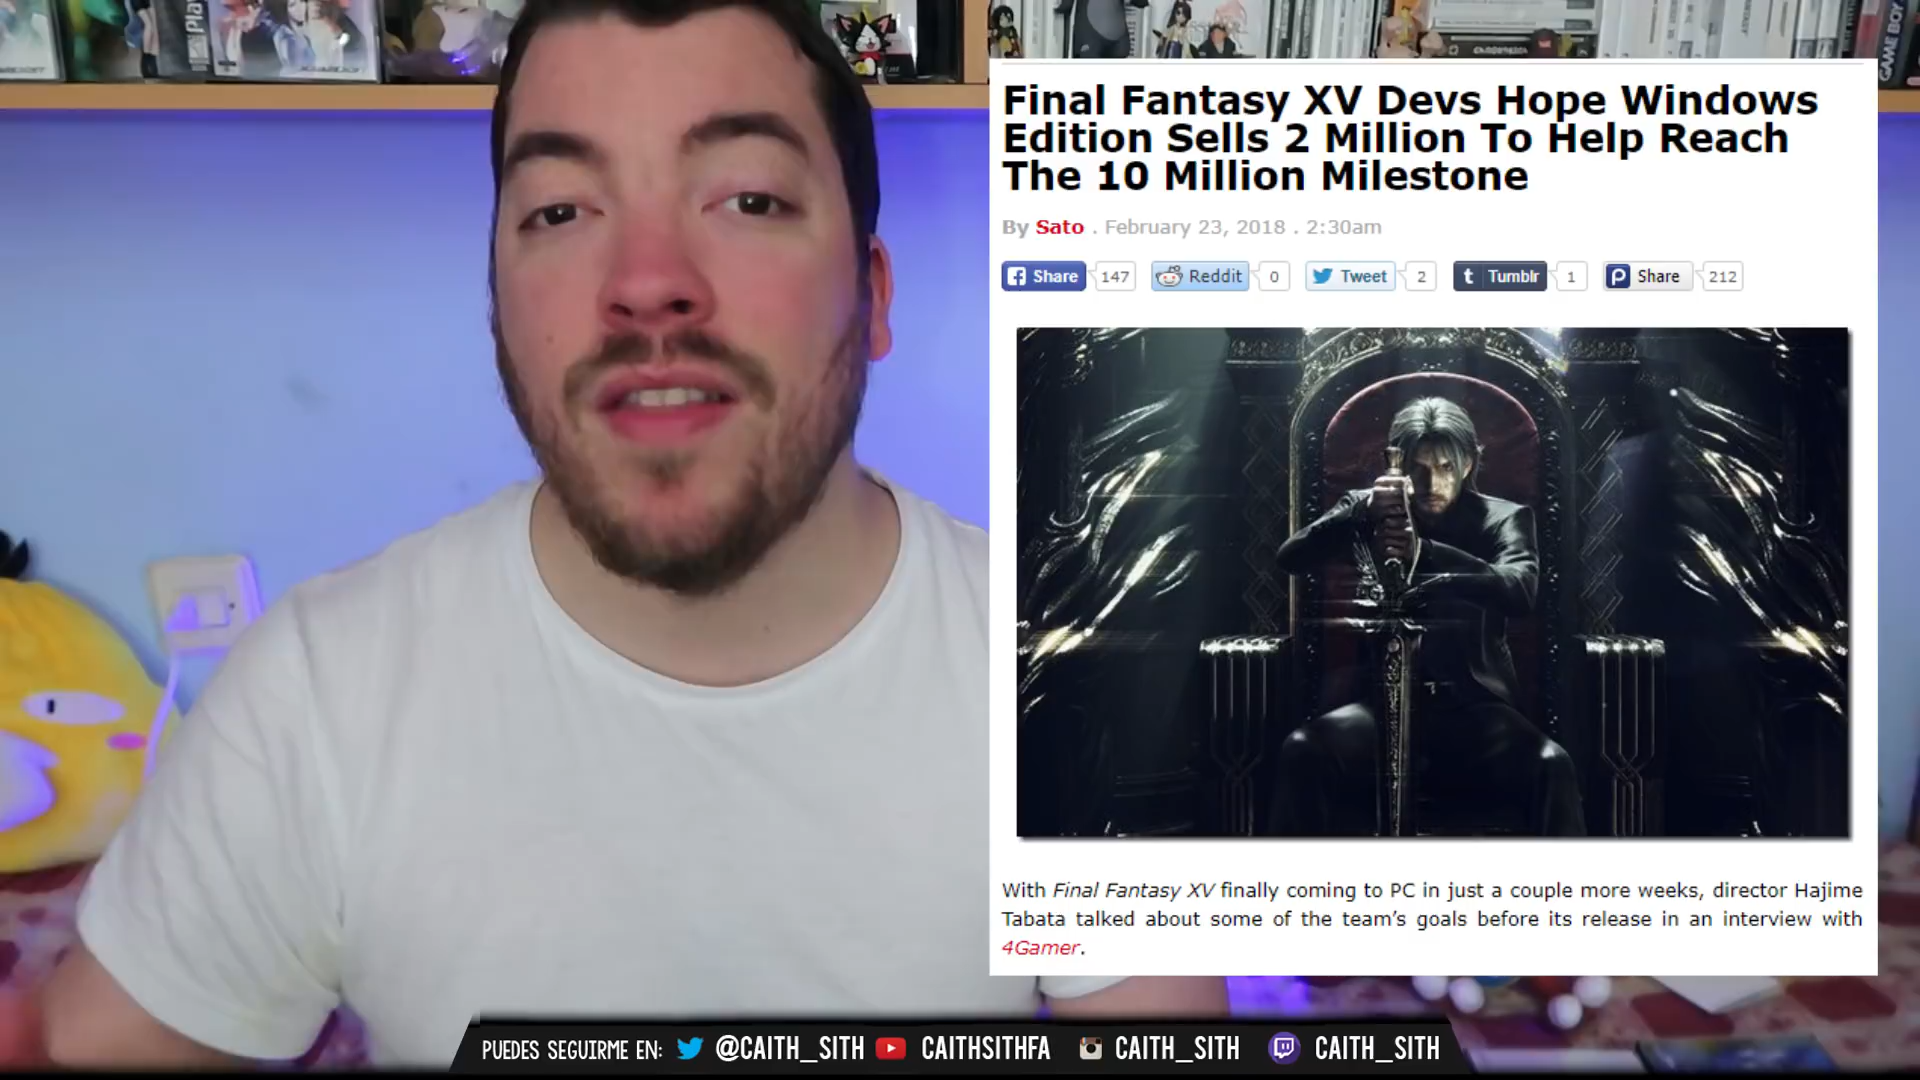 Final Fantasy XV Devs Hope Windows
Edition Sells 2 Million To Help Reach
The 10 Million Milestone
By Sato . February 23, 2018 . 2:30am
Share 147 Reddit 0 Tweet 2 Tumblr 1 Share 212
With Final Fantasy XV finally coming to PC in just a couple more weeks, director Hajime
Tabata talked about some of the team's goals before its release in an interview with
4Gamer.
PUEDES SEGUIRME EN: @CAITH_SITH CAITHSITHFA CAITH_SITH CAITH_SITH
GAME BOY